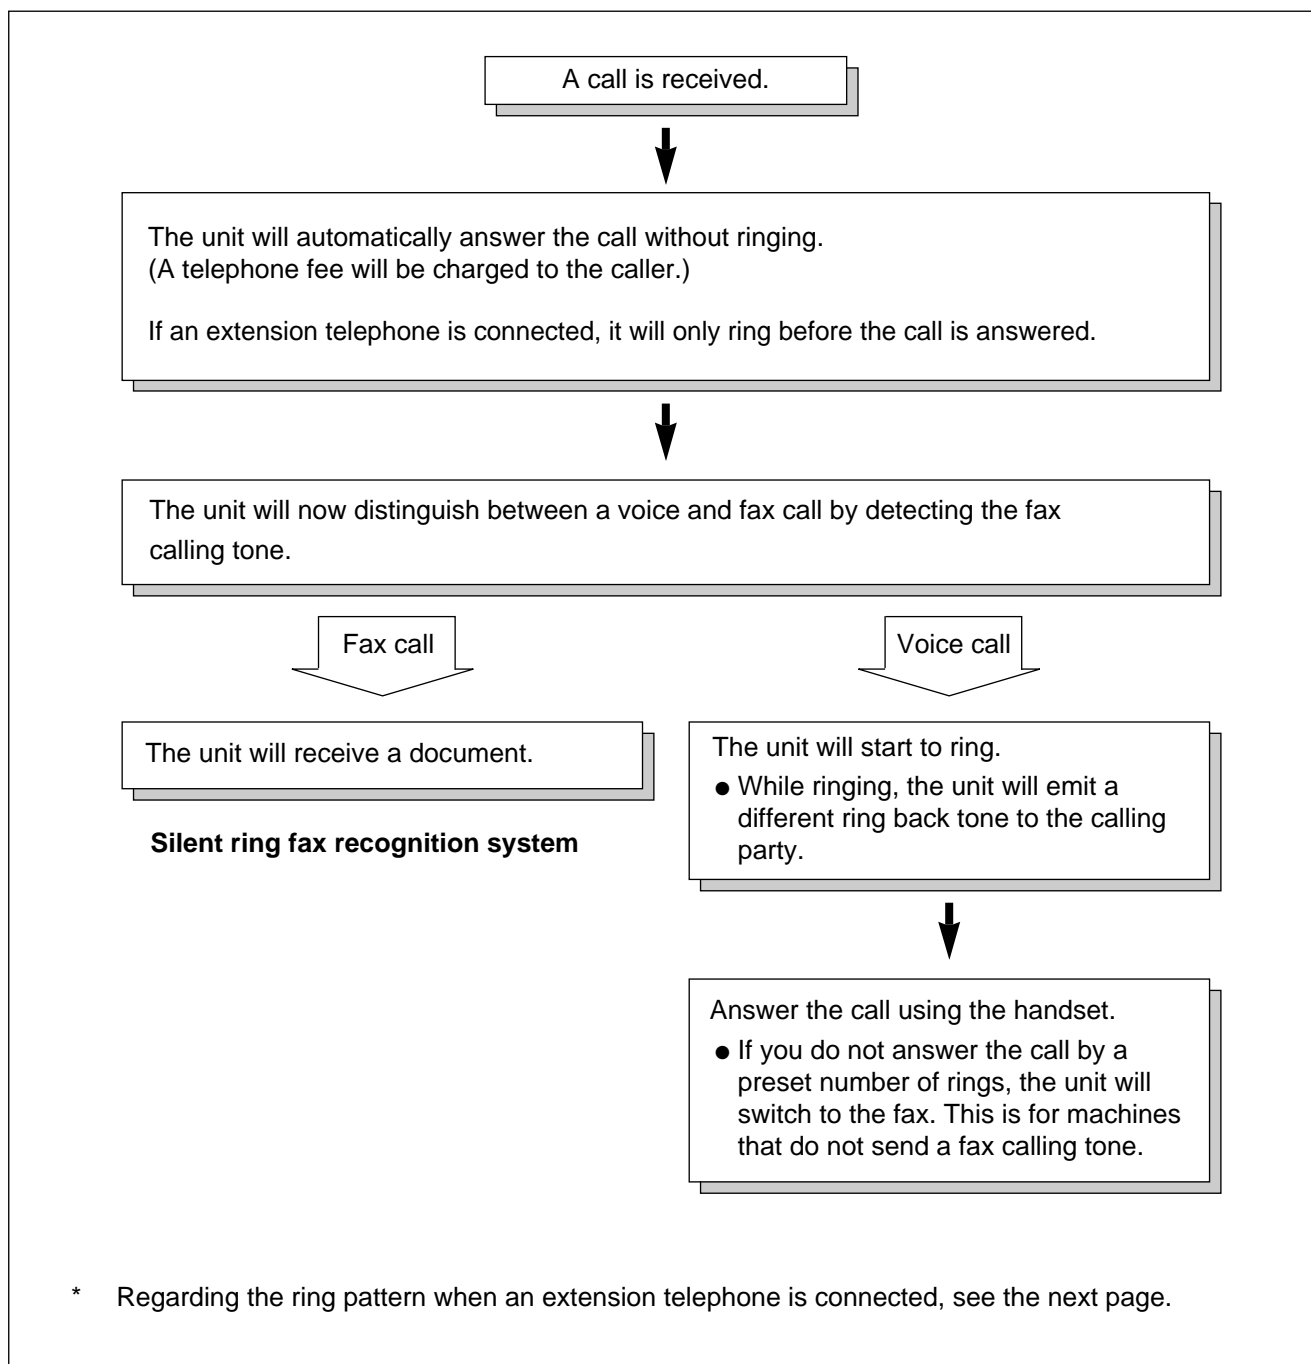 A call is received.
The unit will automatically answer the call without ringing.
(A telephone fee will be charged to the caller.)
If an extension telephone is connected, it will only ring before the call is answered.
The unit will now distinguish between a voice and fax call by detecting the fax
calling tone.
Fax call
The unit will receive a document.
Silent ring fax recognition system
Voice call
The unit will start to ring.
● While ringing, the unit will emit a
different ring back tone to the calling
party.
Answer the call using the handset.
● If you do not answer the call by a
preset number of rings, the unit will
switch to the fax. This is for machines
that do not send a fax calling tone.
* Regarding the ring pattern when an extension telephone is connected, see the next page.